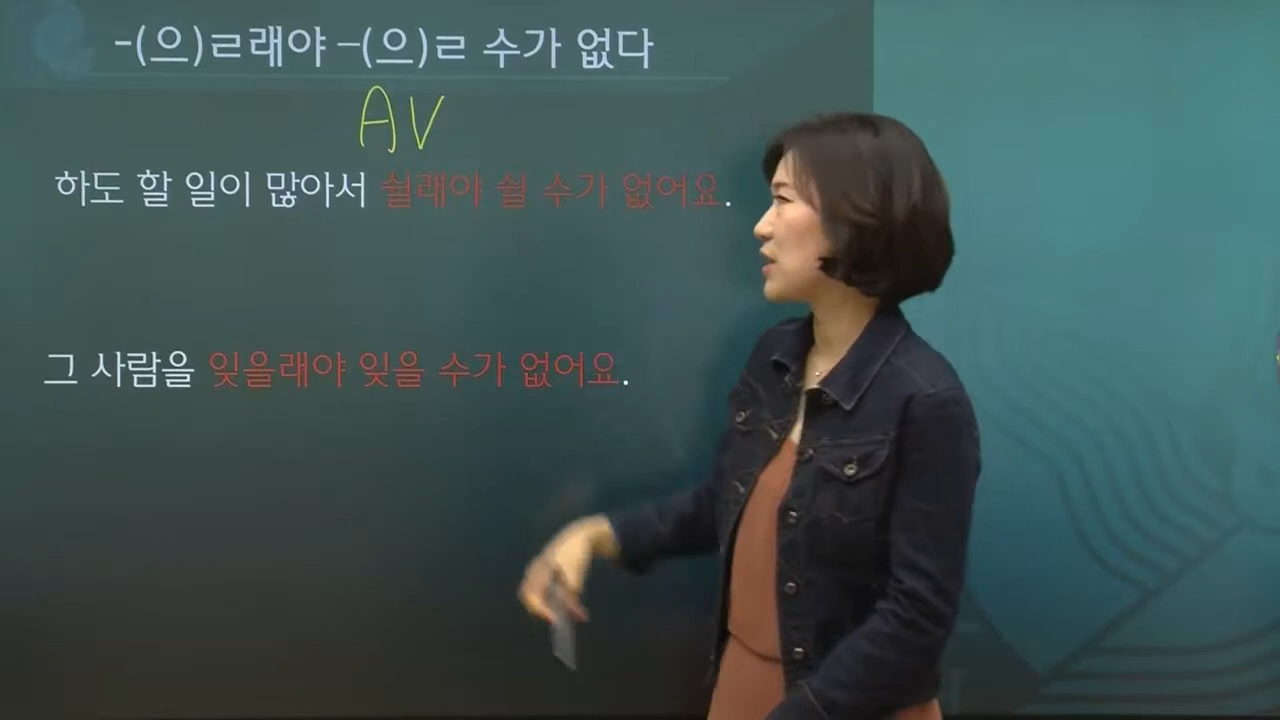 -(으)ㄹ래야 -(으)ㄹ 수가 없다
AV
하도 할 일이 많아서 쉴래야 쉴 수가 없어요.
그 사람을 잊을래야 잊을 수가 없어요.